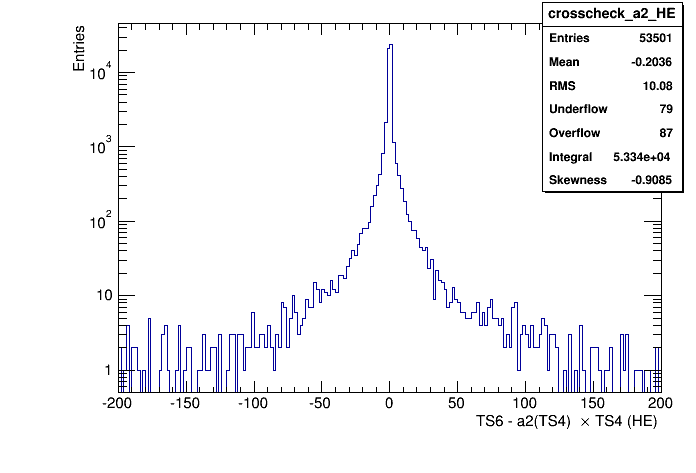 crosscheck_a2_HE
Entries 53501
Mean -0.2036
RMS 10.08
Underflow 79
Overflow 87
Integral 5.334e+04
Skewness -0.9085
Entries
10^4
10^3
10^2
10
1
-200 -150 -100 -50 0 50 100 150 200
TS6 - a2(TS4) × TS4 (HE)